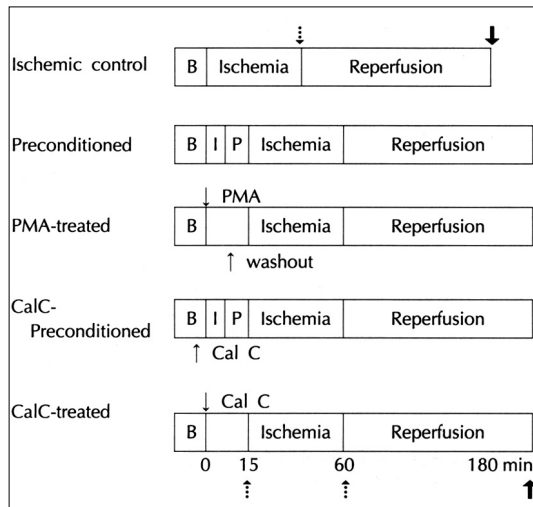 Ischemic control
B Ischemia Reperfusion
Preconditioned
B I P Ischemia Reperfusion
↓ PMA
PMA-treated
B Ischemia Reperfusion
↑ washout
CalC-
Preconditioned
B I P Ischemia Reperfusion
↑ Cal C
↓ Cal C
CalC-treated
B Ischemia Reperfusion
0 15 60 180 min